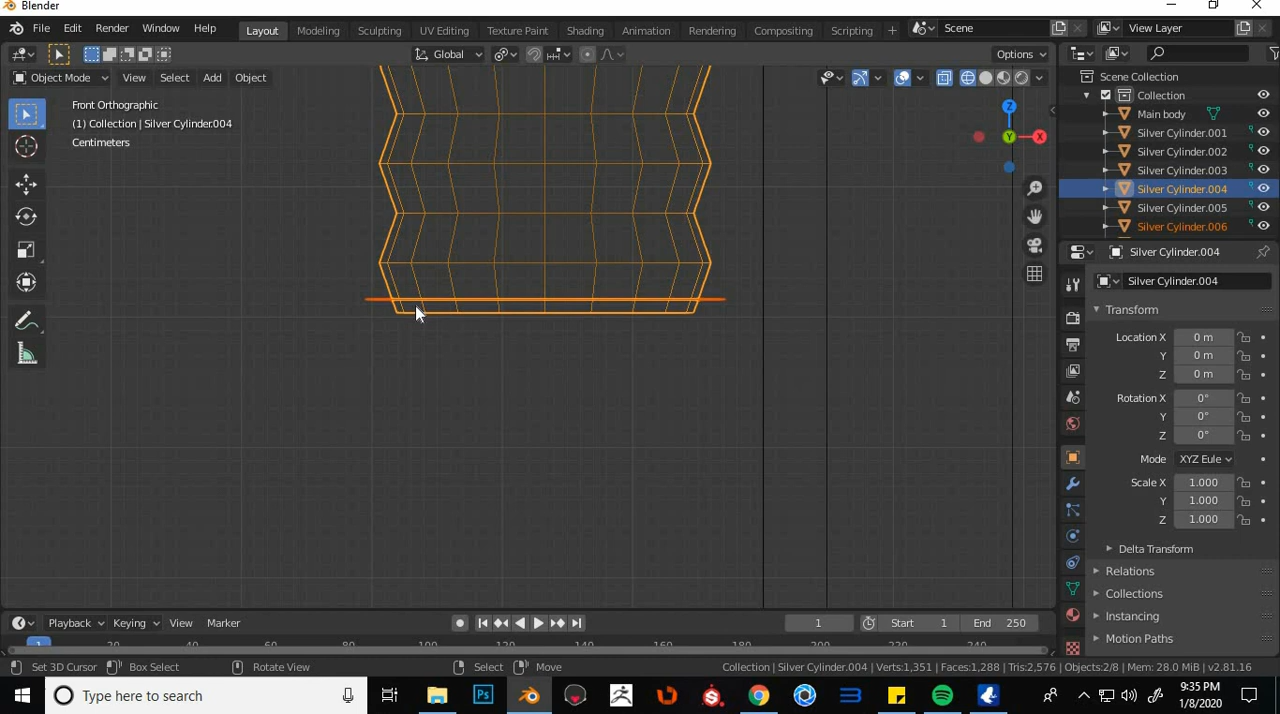 Blender
File Edit Render Window Help Layout Modeling Sculpting UV Editing Texture Paint Shading Animation Rendering Compositing Scripting + Scene View Layer
Global Options
Object Mode View Select Add Object
Scene Collection
Collection
Main body
Silver Cylinder.001
Silver Cylinder.002
Silver Cylinder.003
Silver Cylinder.004
Silver Cylinder.005
Silver Cylinder.006
Front Orthographic
(1) Collection | Silver Cylinder.004
Centimeters
Z
Y
X
Silver Cylinder.004
Silver Cylinder.004
Transform
Location X 0 m
Y 0 m
Z 0 m
Rotation X 0°
Y 0°
Z 0°
Mode XYZ Eule
Scale X 1.000
Y 1.000
Z 1.000
Delta Transform
Relations
Collections
Instancing
Motion Paths
Playback Keying View Marker 1 Start 1 End 250
1 20 40 60 80 100 120 140 160 180 200 220 240
Set 3D Cursor Box Select Rotate View Select Move Collection | Silver Cylinder.004 | Verts:1,351 | Faces:1,288 | Tris:2,576 | Objects:2/8 | Mem: 28.0 MiB | v2.81.16
Type here to search
Ps
9:35 PM
1/8/2020